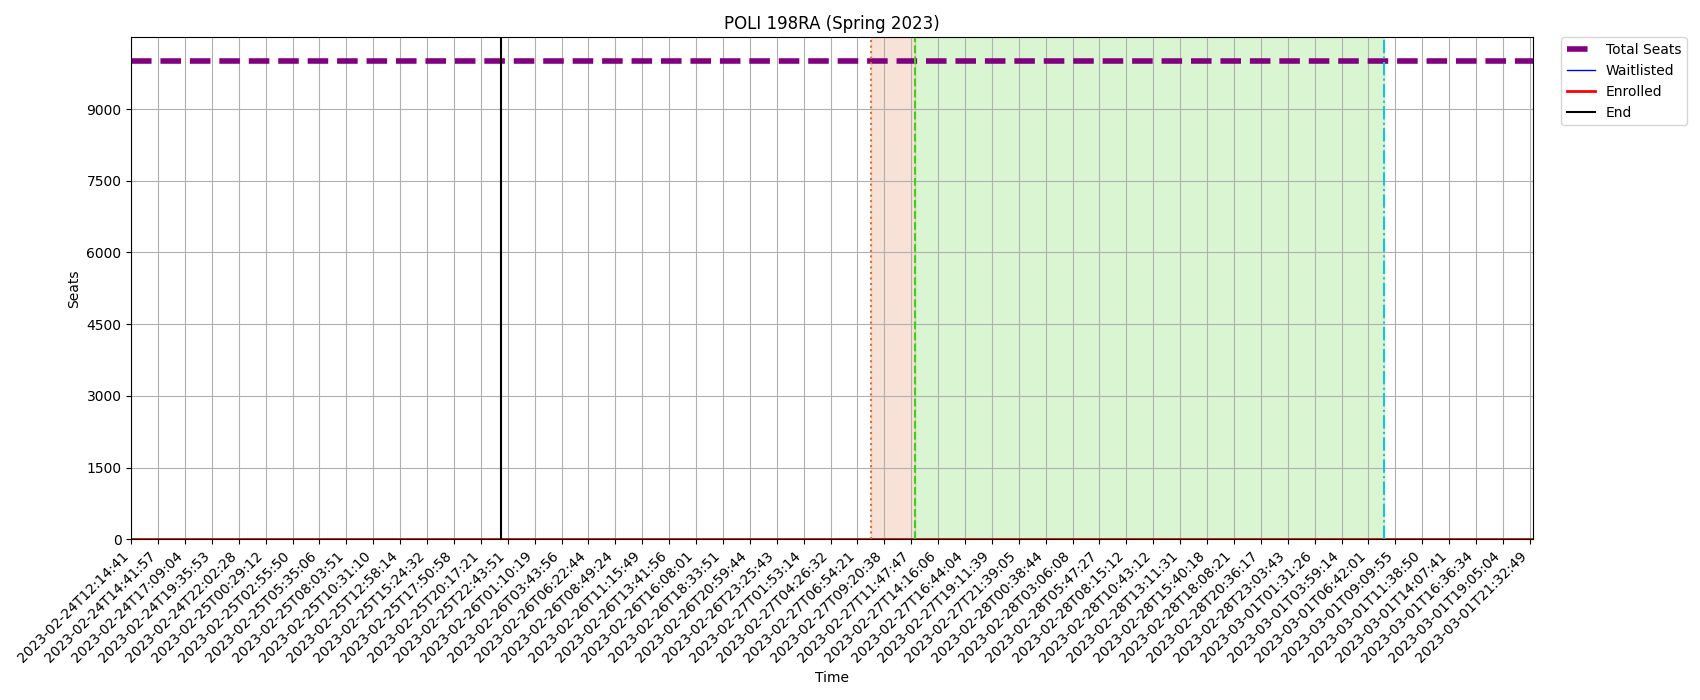 POLI 198RA (Spring 2023)
Total Seats
Waitlisted
Enrolled
End
Seats
9000
7500
6000
4500
3000
1500
0
2023-02-24T12:14:41
2023-02-24T14:41:57
2023-02-24T17:09:04
2023-02-24T19:35:53
2023-02-24T22:02:28
2023-02-25T00:29:12
2023-02-25T02:55:50
2023-02-25T05:35:06
2023-02-25T08:03:51
2023-02-25T10:31:10
2023-02-25T12:58:14
2023-02-25T15:24:32
2023-02-25T17:50:58
2023-02-25T20:17:21
2023-02-25T22:43:51
2023-02-26T01:10:19
2023-02-26T03:43:56
2023-02-26T06:22:44
2023-02-26T08:49:24
2023-02-26T11:15:49
2023-02-26T13:41:56
2023-02-26T16:08:01
2023-02-26T18:33:51
2023-02-26T20:59:44
2023-02-26T23:25:43
2023-02-27T01:53:14
2023-02-27T04:26:32
2023-02-27T06:54:21
2023-02-27T09:20:38
2023-02-27T11:47:47
2023-02-27T14:16:06
2023-02-27T16:44:04
2023-02-27T19:11:39
2023-02-27T21:39:05
2023-02-28T00:38:44
2023-02-28T03:06:08
2023-02-28T05:47:27
2023-02-28T08:15:12
2023-02-28T10:43:12
2023-02-28T13:11:31
2023-02-28T15:40:18
2023-02-28T18:08:21
2023-02-28T20:36:17
2023-02-28T23:03:43
2023-03-01T01:31:26
2023-03-01T03:59:14
2023-03-01T06:42:01
2023-03-01T09:09:55
2023-03-01T11:38:50
2023-03-01T14:07:41
2023-03-01T16:36:34
2023-03-01T19:05:04
2023-03-01T21:32:49
Time